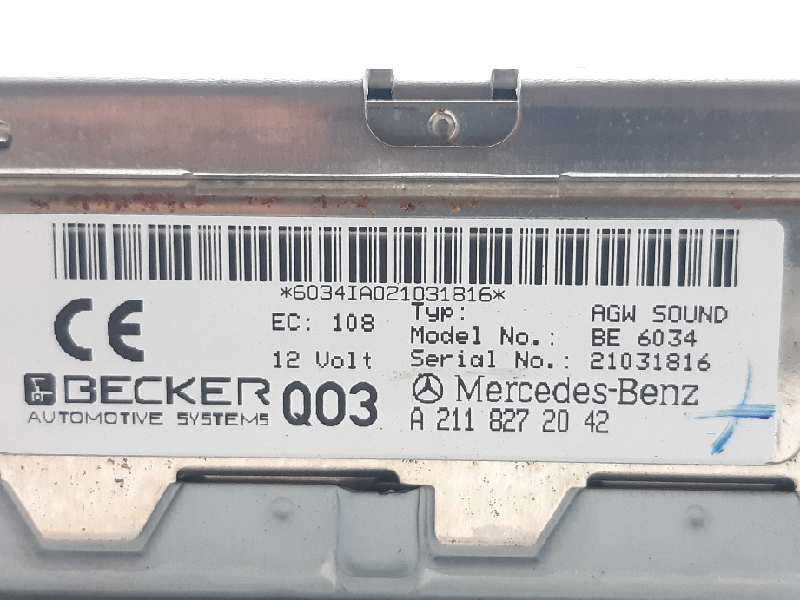 *6034IA021031816*
CE
EC: 108
Typ: AGW SOUND
Model No.: BE 6034
12 Volt
Serial No.: 21031816
BECKER
AUTOMOTIVE SYSTEMS
Q03
Mercedes-Benz
A 211 827 20 42